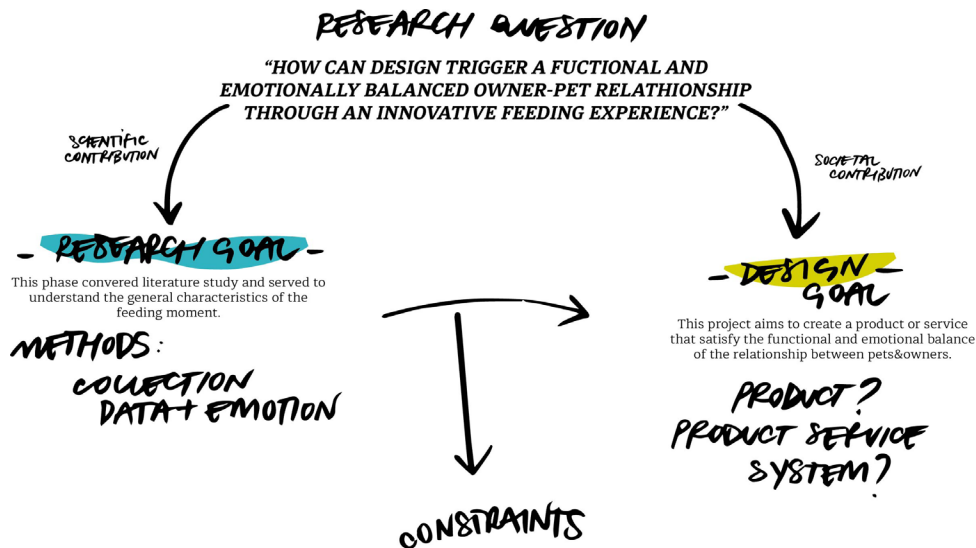 RESEARCH QUESTION
“HOW CAN DESIGN TRIGGER A FUCTIONAL AND
EMOTIONALLY BALANCED OWNER-PET RELATHIONSHIP
THROUGH AN INNOVATIVE FEEDING EXPERIENCE?”
SCIENTIFIC
CONTRIBUTION
SOCIETAL
CONTRIBUTION
- RESEARCH GOAL -
This phase convered literature study and served to
understand the general characteristics of the
feeding moment.
METHODS:
COLLECTION
DATA + EMOTION
- DESIGN -
GOAL
This project aims to create a product or service
that satisfy the functional and emotional balance
of the relationship between pets&owners.
PRODUCT?
PRODUCT SERVICE
SYSTEM?
CONSTRAINTS